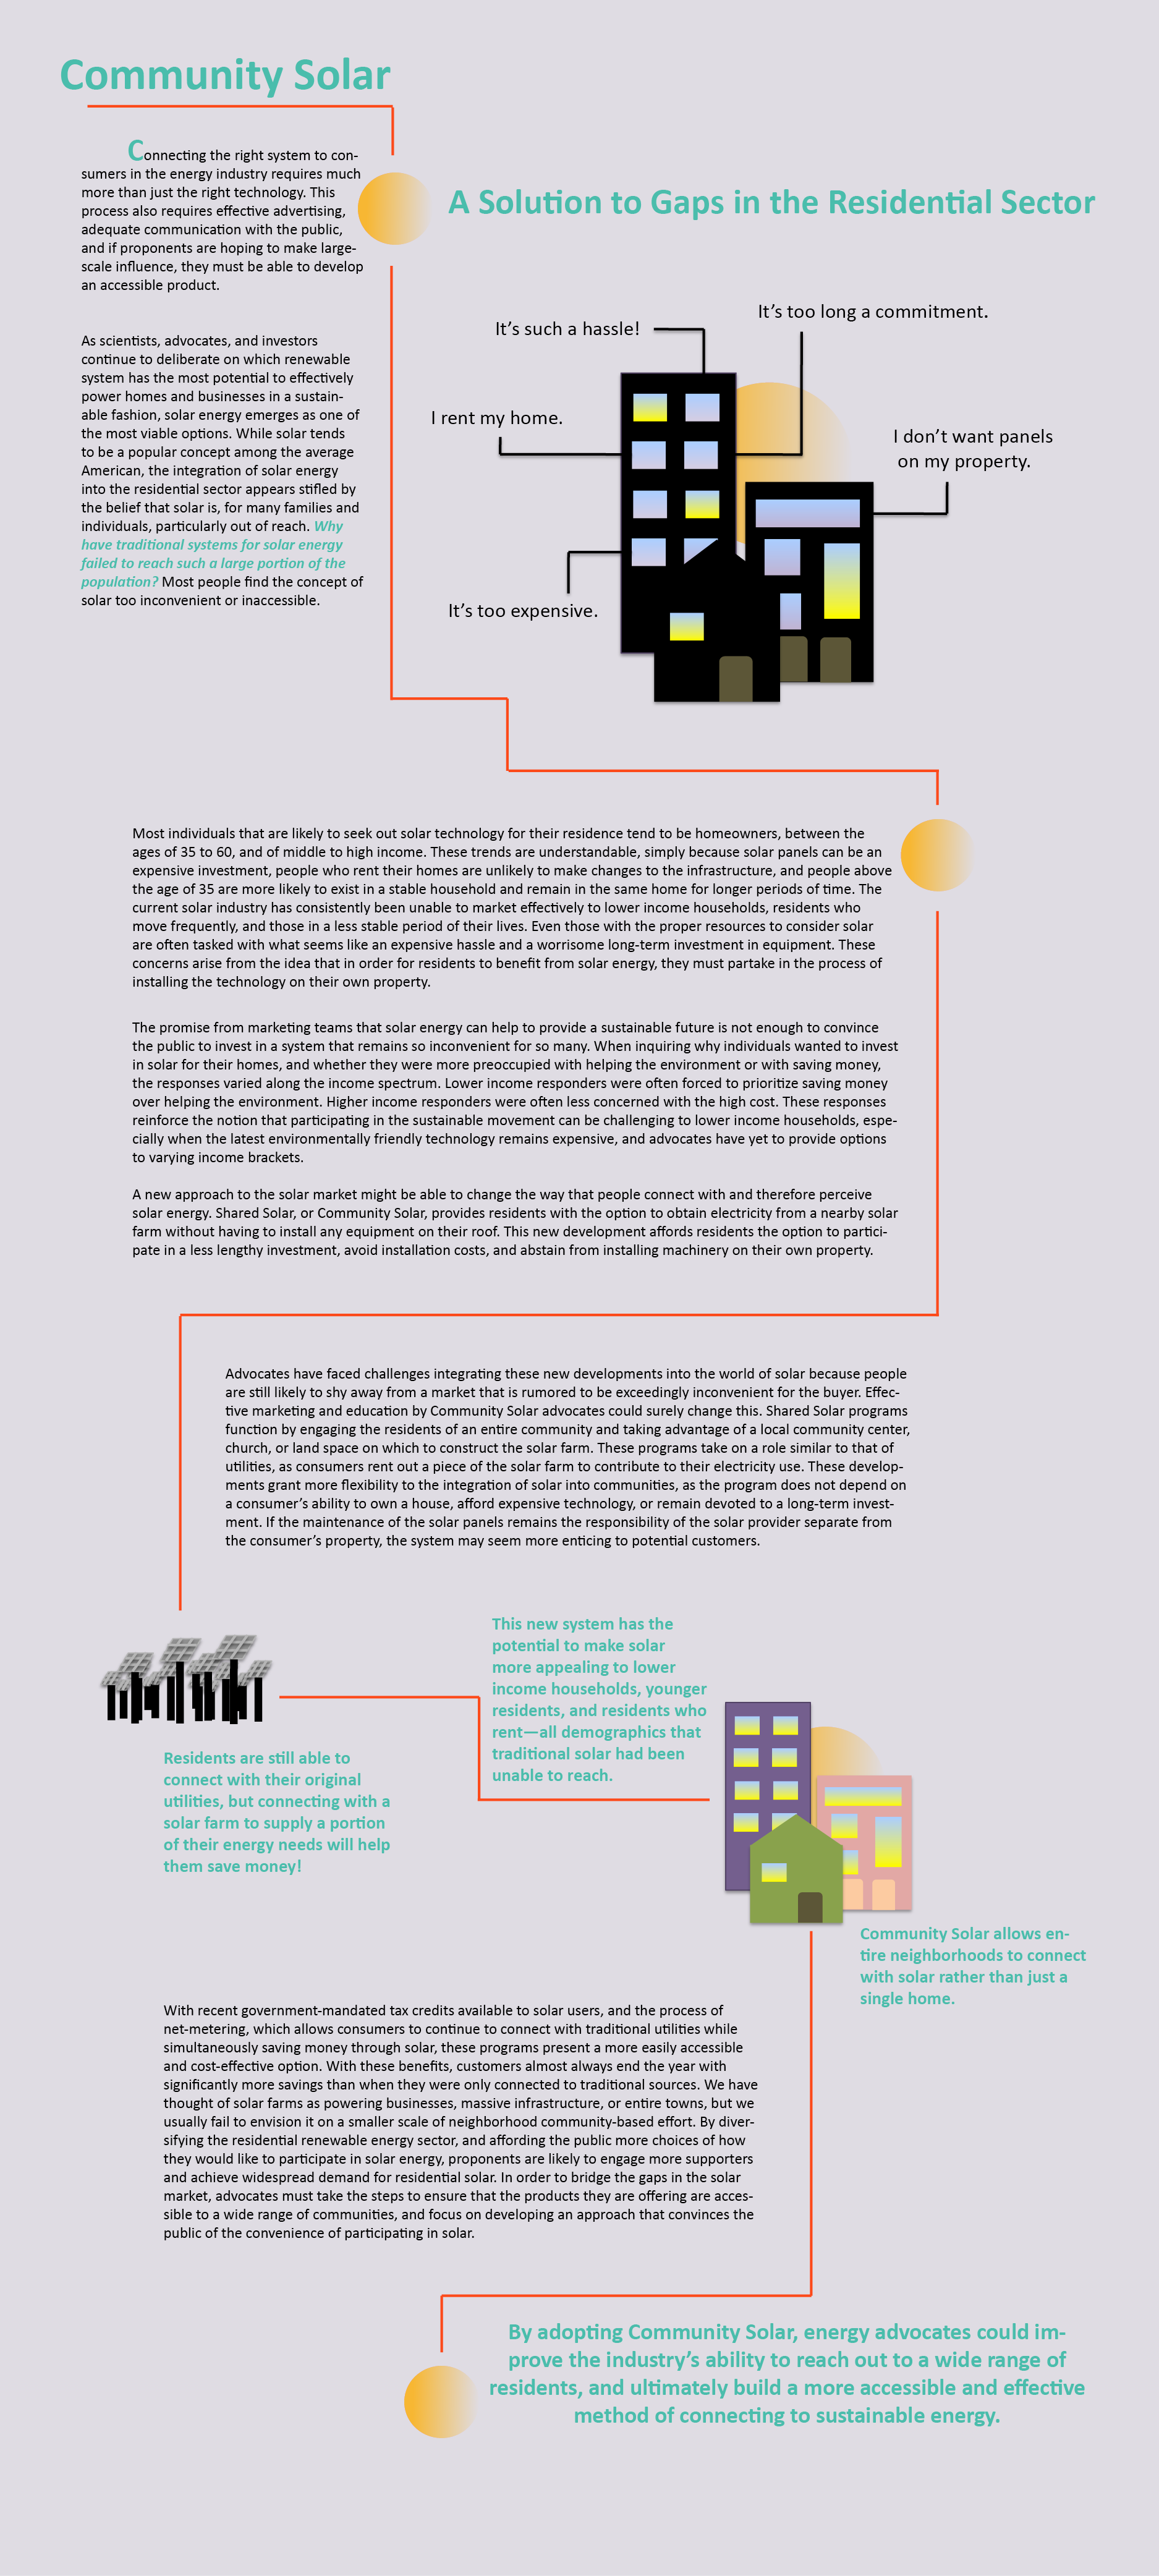 Community Solar
Connecting the right system to con-
sumers in the energy industry requires much
more than just the right technology. This
process also requires effective advertising,
adequate communication with the public,
and if proponents are hoping to make large-
scale influence, they must be able to develop
an accessible product.
A Solution to Gaps in the Residential Sector
As scientists, advocates, and investors
continue to deliberate on which renewable
system has the most potential to effectively
power homes and businesses in a sustain-
able fashion, solar energy emerges as one of
the most viable options. While solar tends
to be a popular concept among the average
American, the integration of solar energy
into the residential sector appears stifled by
the belief that solar is, for many families and
individuals, particularly out of reach. Why
have traditional systems for solar energy
failed to reach such a large portion of the
population? Most people find the concept of
solar too inconvenient or inaccessible.
It's such a hassle!
It's too long a commitment.
I rent my home.
I don't want panels
on my property.
It's too expensive.
Most individuals that are likely to seek out solar technology for their residence tend to be homeowners, between the
ages of 35 to 60, and of middle to high income. These trends are understandable, simply because solar panels can be an
expensive investment, people who rent their homes are unlikely to make changes to the infrastructure, and people above
the age of 35 are more likely to exist in a stable household and remain in the same home for longer periods of time. The
current solar industry has consistently been unable to market effectively to lower income households, residents who
move frequently, and those in a less stable period of their lives. Even those with the proper resources to consider solar
are often tasked with what seems like an expensive hassle and a worrisome long-term investment in equipment. These
concerns arise from the idea that in order for residents to benefit from solar energy, they must partake in the process of
installing the technology on their own property.
The promise from marketing teams that solar energy can help to provide a sustainable future is not enough to convince
the public to invest in a system that remains so inconvenient for so many. When inquiring why individuals wanted to invest
in solar for their homes, and whether they were more preoccupied with helping the environment or with saving money,
the responses varied along the income spectrum. Lower income responders were often forced to prioritize saving money
over helping the environment. Higher income responders were often less concerned with the high cost. These responses
reinforce the notion that participating in the sustainable movement can be challenging to lower income households, espe-
cially when the latest environmentally friendly technology remains expensive, and advocates have yet to provide options
to varying income brackets.
A new approach to the solar market might be able to change the way that people connect with and therefore perceive
solar energy. Shared Solar, or Community Solar, provides residents with the option to obtain electricity from a nearby solar
farm without having to install any equipment on their roof. This new development affords residents the option to partici-
pate in a less lengthy investment, avoid installation costs, and abstain from installing machinery on their own property.
Advocates have faced challenges integrating these new developments into the world of solar because people
are still likely to shy away from a market that is rumored to be exceedingly inconvenient for the buyer. Effec-
tive marketing and education by Community Solar advocates could surely change this. Shared Solar programs
function by engaging the residents of an entire community and taking advantage of a local community center,
church, or land space on which to construct the solar farm. These programs take on a role similar to that of
utilities, as consumers rent out a piece of the solar farm to contribute to their electricity use. These develop-
ments grant more flexibility to the integration of solar into communities, as the program does not depend on
a consumer's ability to own a house, afford expensive technology, or remain devoted to a long-term invest-
ment. If the maintenance of the solar panels remains the responsibility of the solar provider separate from
the consumer's property, the system may seem more enticing to potential customers.
This new system has the
potential to make solar
more appealing to lower
income households, younger
residents, and residents who
rent—all demographics that
traditional solar had been
unable to reach.
Residents are still able to
connect with their original
utilities, but connecting with a
solar farm to supply a portion
of their energy needs will help
them save money!
Community Solar allows en-
tire neighborhoods to connect
with solar rather than just a
single home.
With recent government-mandated tax credits available to solar users, and the process of
net-metering, which allows consumers to continue to connect with traditional utilities while
simultaneously saving money through solar, these programs present a more easily accessible
and cost-effective option. With these benefits, customers almost always end the year with
significantly more savings than when they were only connected to traditional sources. We have
thought of solar farms as powering businesses, massive infrastructure, or entire towns, but we
usually fail to envision it on a smaller scale of neighborhood community-based effort. By diver-
sifying the residential renewable energy sector, and affording the public more choices of how
they would like to participate in solar energy, proponents are likely to engage more supporters
and achieve widespread demand for residential solar. In order to bridge the gaps in the solar
market, advocates must take the steps to ensure that the products they are offering are acces-
sible to a wide range of communities, and focus on developing an approach that convinces the
public of the convenience of participating in solar.
By adopting Community Solar, energy advocates could im-
prove the industry's ability to reach out to a wide range of
residents, and ultimately build a more accessible and effective
method of connecting to sustainable energy.